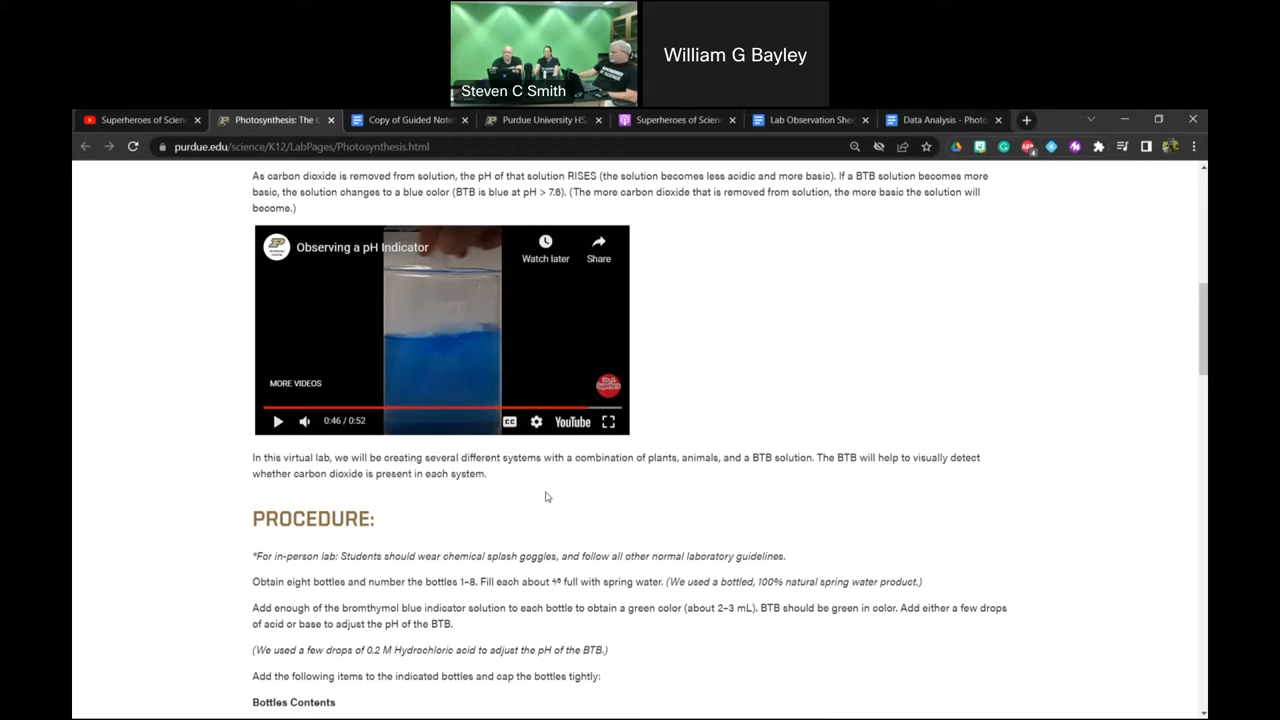 Steven C Smith
William G Bayley
Superheroes of Scien
Photosynthesis: The C
Copy of Guided Note
Purdue University HS
Superheroes of Scien
Lab Observation Shee
Data Analysis - Photo
purdue.edu/science/K12/LabPages/Photosynthesis.html
As carbon dioxide is removed from solution, the pH of that solution RISES (the solution becomes less acidic and more basic). If a BTB solution becomes more
basic, the solution changes to a blue color (BTB is blue at pH > 7.6). (The more carbon dioxide that is removed from solution, the more basic the solution will
become.)
Observing a pH Indicator
Watch later
Share
MORE VIDEOS
0:46 / 0:52
CC
YouTube
In this virtual lab, we will be creating several different systems with a combination of plants, animals, and a BTB solution. The BTB will help to visually detect
whether carbon dioxide is present in each system.
PROCEDURE:
*For in-person lab: Students should wear chemical splash goggles, and follow all other normal laboratory guidelines.
Obtain eight bottles and number the bottles 1–8. Fill each about full with spring water. (We used a bottled, 100% natural spring water product.)
Add enough of the bromthymol blue indicator solution to each bottle to obtain a green color (about 2–3 mL). BTB should be green in color. Add either a few drops
of acid or base to adjust the pH of the BTB.
(We used a few drops of 0.2 M Hydrochloric acid to adjust the pH of the BTB.)
Add the following items to the indicated bottles and cap the bottles tightly:
Bottles Contents